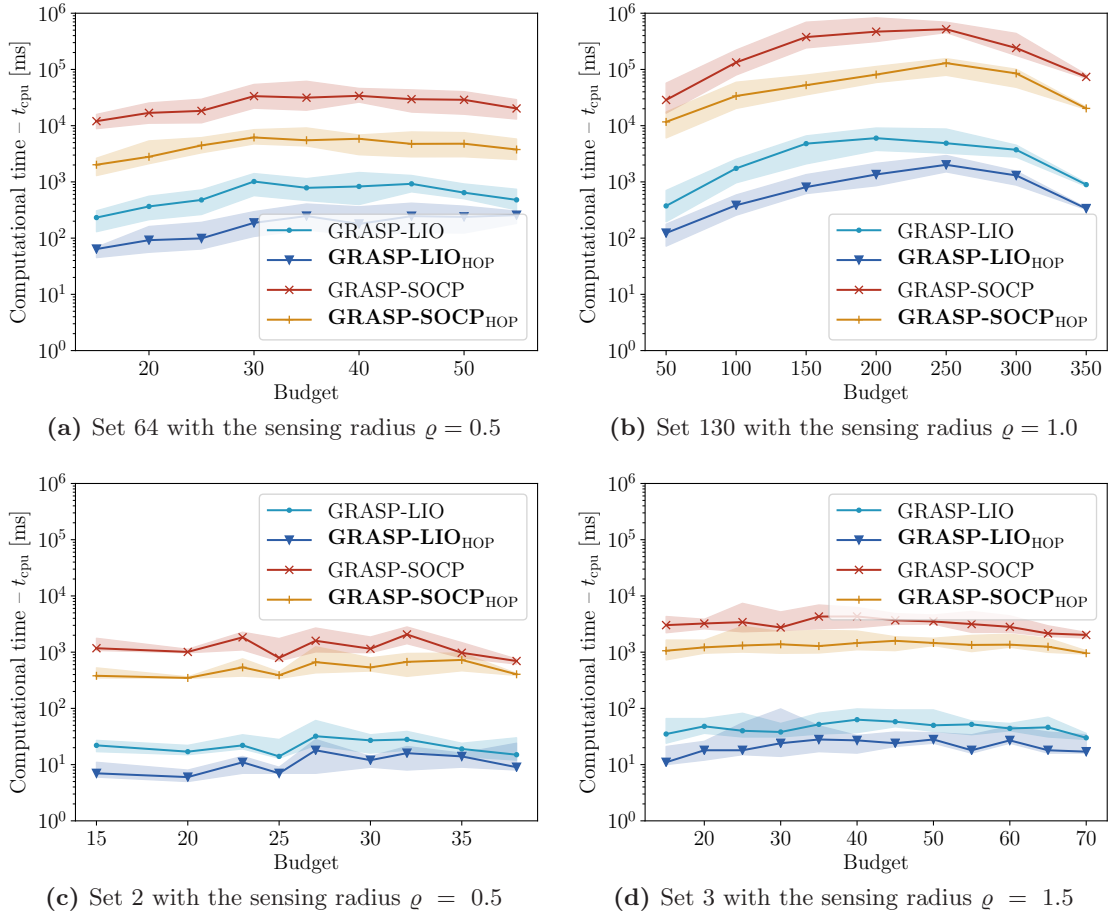 10^6
10^5
10^4
10^3
10^2
10^1
10^0
Computational time – t_cpu [ms]
GRASP-LIO
GRASP-LIO_HOP
GRASP-SOCP
GRASP-SOCP_HOP
20 30 40 50
Budget
(a) Set 64 with the sensing radius ϱ = 0.5
10^6
10^5
10^4
10^3
10^2
10^1
10^0
Computational time – t_cpu [ms]
GRASP-LIO
GRASP-LIO_HOP
GRASP-SOCP
GRASP-SOCP_HOP
50 100 150 200 250 300 350
Budget
(b) Set 130 with the sensing radius ϱ = 1.0
10^6
10^5
10^4
10^3
10^2
10^1
10^0
Computational time – t_cpu [ms]
GRASP-LIO
GRASP-LIO_HOP
GRASP-SOCP
GRASP-SOCP_HOP
15 20 25 30 35
Budget
(c) Set 2 with the sensing radius ϱ = 0.5
10^6
10^5
10^4
10^3
10^2
10^1
10^0
Computational time – t_cpu [ms]
GRASP-LIO
GRASP-LIO_HOP
GRASP-SOCP
GRASP-SOCP_HOP
20 30 40 50 60 70
Budget
(d) Set 3 with the sensing radius ϱ = 1.5